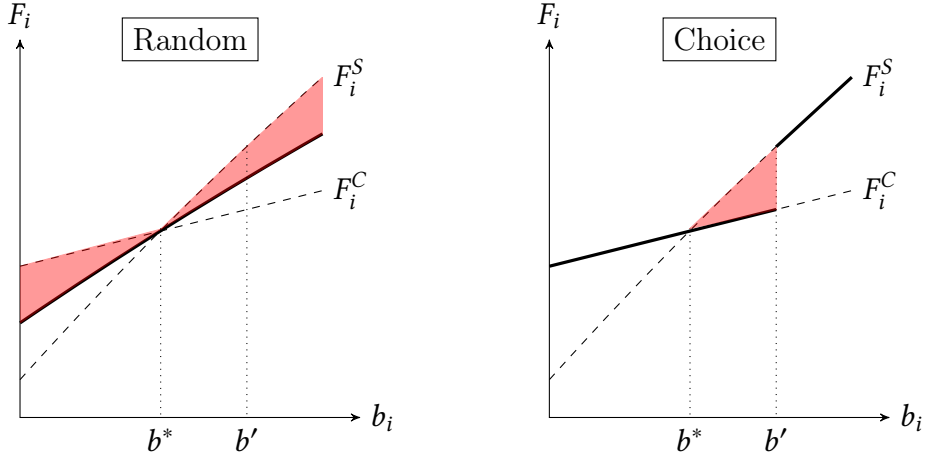 F_i
Random
F_i^S
F_i^C
b_i
b*
b′
F_i
Choice
F_i^S
F_i^C
b_i
b*
b′